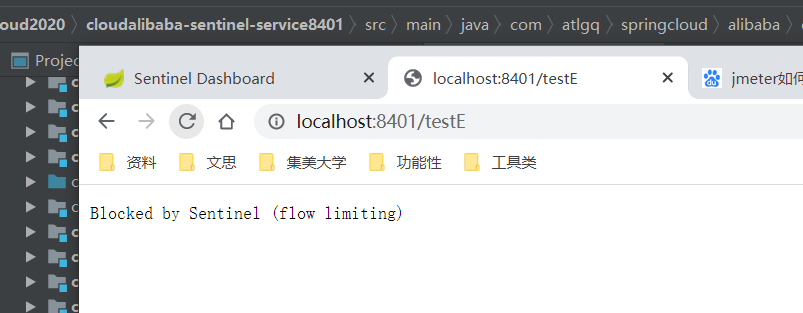 oud2020 〉 cloudalibaba-sentinel-service8401 〉 src 〉 main 〉 java 〉 com 〉 atlgq 〉 springcloud 〉 alibaba 〉
Projec
Sentinel Dashboard
localhost:8401/testE
jmeter如何
localhost:8401/testE
资料 文思 集美大学 功能性 工具类
Blocked by Sentinel (flow limiting)
c
c
c
c
c
c
c
c
c